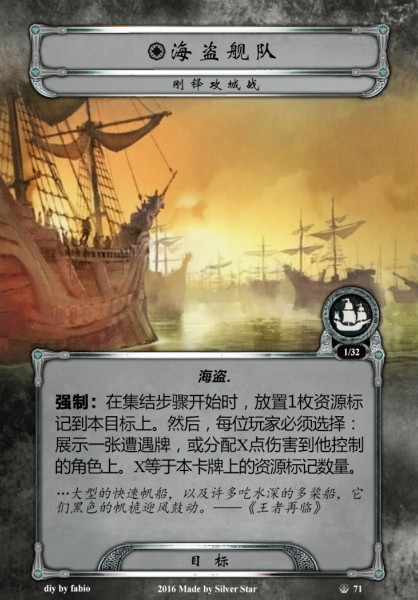 海盗舰队
刚铎攻城战
1/32
海盗.
强制：在集结步骤开始时，放置1枚资源标
记到本目标上。然后，每位玩家必须选择：
展示一张遭遇牌，或分配X点伤害到他控制
的角色上。X等于本卡牌上的资源标记数量。
…大型的快速帆船，以及许多吃水深的多桨船，它
们黑色的帆桅迎风鼓动。——《王者再临》
目标
diy by fabio 2016 Made by Silver Star 71